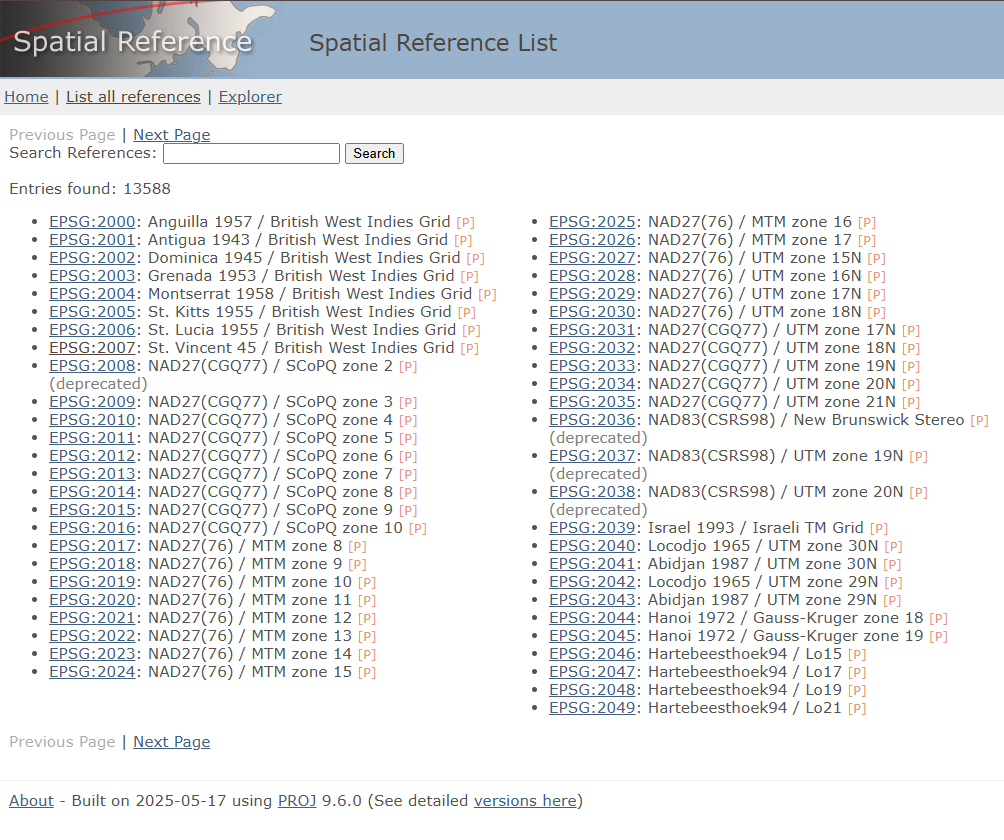 Spatial Reference
Spatial Reference List
Home | List all references | Explorer
Previous Page | Next Page
Search References: Search
Entries found: 13588
• EPSG:2000: Anguilla 1957 / British West Indies Grid [P]
• EPSG:2001: Antigua 1943 / British West Indies Grid [P]
• EPSG:2002: Dominica 1945 / British West Indies Grid [P]
• EPSG:2003: Grenada 1953 / British West Indies Grid [P]
• EPSG:2004: Montserrat 1958 / British West Indies Grid [P]
• EPSG:2005: St. Kitts 1955 / British West Indies Grid [P]
• EPSG:2006: St. Lucia 1955 / British West Indies Grid [P]
• EPSG:2007: St. Vincent 45 / British West Indies Grid [P]
• EPSG:2008: NAD27(CGQ77) / SCoPQ zone 2 [P]
(deprecated)
• EPSG:2009: NAD27(CGQ77) / SCoPQ zone 3 [P]
• EPSG:2010: NAD27(CGQ77) / SCoPQ zone 4 [P]
• EPSG:2011: NAD27(CGQ77) / SCoPQ zone 5 [P]
• EPSG:2012: NAD27(CGQ77) / SCoPQ zone 6 [P]
• EPSG:2013: NAD27(CGQ77) / SCoPQ zone 7 [P]
• EPSG:2014: NAD27(CGQ77) / SCoPQ zone 8 [P]
• EPSG:2015: NAD27(CGQ77) / SCoPQ zone 9 [P]
• EPSG:2016: NAD27(CGQ77) / SCoPQ zone 10 [P]
• EPSG:2017: NAD27(76) / MTM zone 8 [P]
• EPSG:2018: NAD27(76) / MTM zone 9 [P]
• EPSG:2019: NAD27(76) / MTM zone 10 [P]
• EPSG:2020: NAD27(76) / MTM zone 11 [P]
• EPSG:2021: NAD27(76) / MTM zone 12 [P]
• EPSG:2022: NAD27(76) / MTM zone 13 [P]
• EPSG:2023: NAD27(76) / MTM zone 14 [P]
• EPSG:2024: NAD27(76) / MTM zone 15 [P]
• EPSG:2025: NAD27(76) / MTM zone 16 [P]
• EPSG:2026: NAD27(76) / MTM zone 17 [P]
• EPSG:2027: NAD27(76) / UTM zone 15N [P]
• EPSG:2028: NAD27(76) / UTM zone 16N [P]
• EPSG:2029: NAD27(76) / UTM zone 17N [P]
• EPSG:2030: NAD27(76) / UTM zone 18N [P]
• EPSG:2031: NAD27(CGQ77) / UTM zone 17N [P]
• EPSG:2032: NAD27(CGQ77) / UTM zone 18N [P]
• EPSG:2033: NAD27(CGQ77) / UTM zone 19N [P]
• EPSG:2034: NAD27(CGQ77) / UTM zone 20N [P]
• EPSG:2035: NAD27(CGQ77) / UTM zone 21N [P]
• EPSG:2036: NAD83(CSRS98) / New Brunswick Stereo [P]
(deprecated)
• EPSG:2037: NAD83(CSRS98) / UTM zone 19N [P]
(deprecated)
• EPSG:2038: NAD83(CSRS98) / UTM zone 20N [P]
(deprecated)
• EPSG:2039: Israel 1993 / Israeli TM Grid [P]
• EPSG:2040: Locodjo 1965 / UTM zone 30N [P]
• EPSG:2041: Abidjan 1987 / UTM zone 30N [P]
• EPSG:2042: Locodjo 1965 / UTM zone 29N [P]
• EPSG:2043: Abidjan 1987 / UTM zone 29N [P]
• EPSG:2044: Hanoi 1972 / Gauss-Kruger zone 18 [P]
• EPSG:2045: Hanoi 1972 / Gauss-Kruger zone 19 [P]
• EPSG:2046: Hartebeesthoek94 / Lo15 [P]
• EPSG:2047: Hartebeesthoek94 / Lo17 [P]
• EPSG:2048: Hartebeesthoek94 / Lo19 [P]
• EPSG:2049: Hartebeesthoek94 / Lo21 [P]
Previous Page | Next Page
About - Built on 2025-05-17 using PROJ 9.6.0 (See detailed versions here)